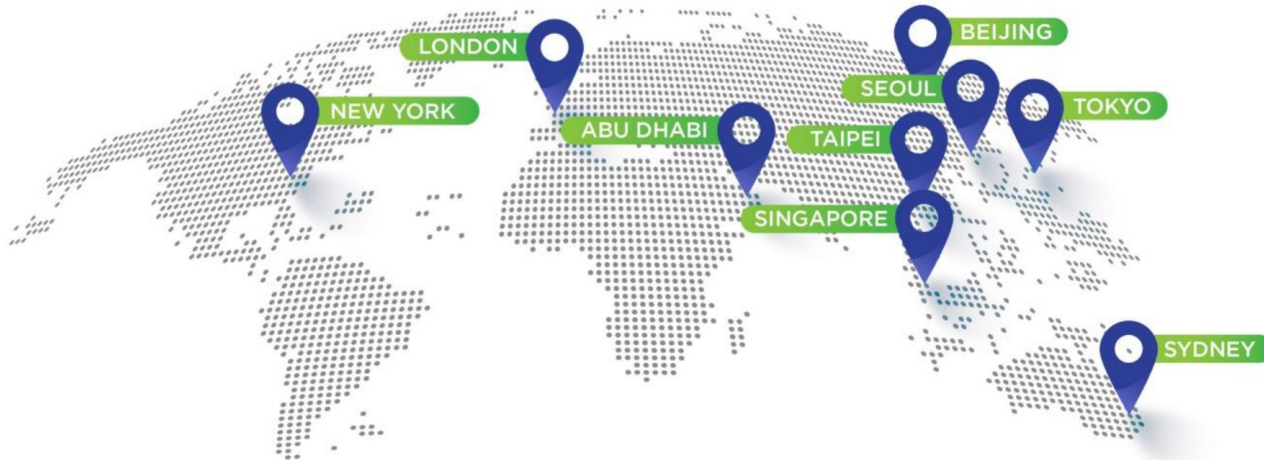 BEIJING
LONDON
SEOUL
TOKYO
NEW YORK
ABU DHABI
TAIPEI
SINGAPORE
SYDNEY